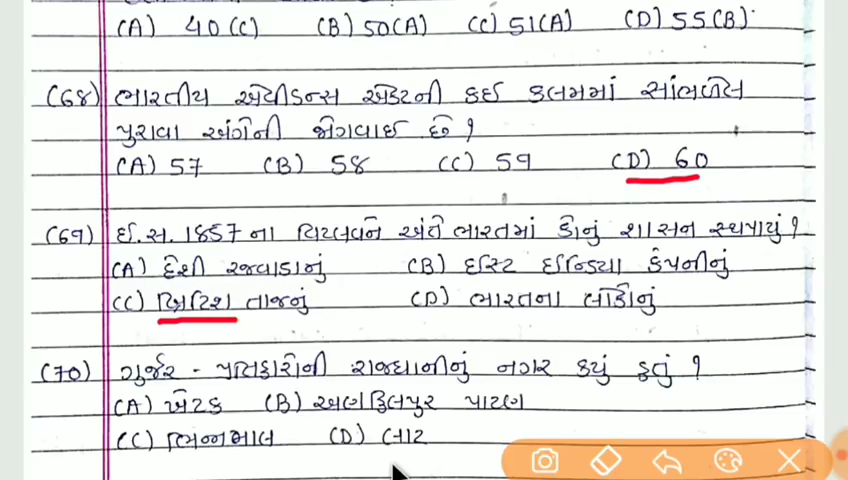 (A) 40(C) (B) 50(A) (C) 51(A) (D) 55(B)
(68) ભારતીય એવીડન્સ એક્ટની કઈ કલમમાં સાંભળેલ
પુરાવા અંગેની જોગવાઈ છે ?
(A) 57 (B) 58 (C) 59 (D) 60
(69) ઈ.સ. 1857 ના વિપ્લવને અંતે ભારતમાં કોનું શાસન સ્થપાયું ?
(A) દેશી રજવાડાનું (B) ઇસ્ટ ઈન્ડિયા કંપનીનું
(C) બ્રિટિશ તાજનું (D) ભારતના લોકોનું
(70) ગુર્જર - પ્રતિહારોની રાજધાનીનું નગર કયું હતું ?
(A) ખેટક (B) અણહિલપુર પાટણ
(C) ભિન્નમાલ (D) લાટ